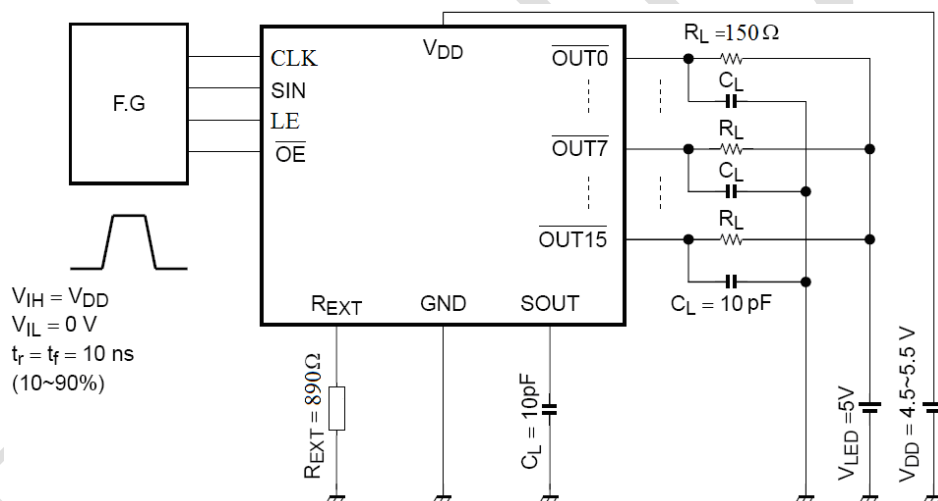 F.G
CLK
SIN
LE
OE
VDD
OUT0
OUT7
OUT15
REXT
GND
SOUT
RL =150Ω
CL
RL
CL
RL
CL = 10 pF
VIH = VDD
VIL = 0 V
tr = tf = 10 ns
(10~90%)
REXT = 890Ω
CL = 10pF
VLED =5V
VDD = 4.5~5.5 V